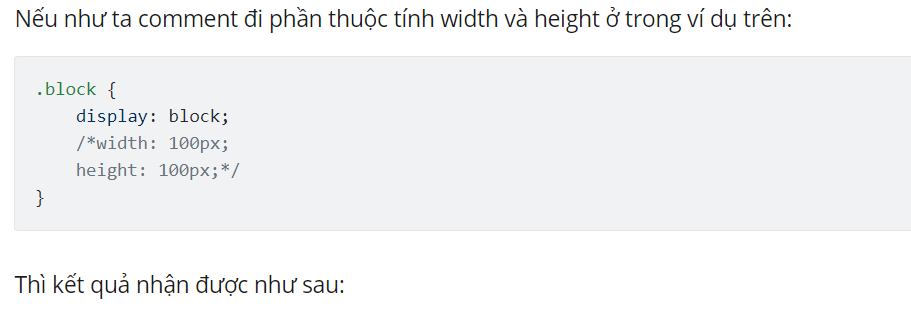 Nếu như ta comment đi phần thuộc tính width và height ở trong ví dụ trên:
.block {
    display: block;
    /*width: 100px;
    height: 100px;*/
}
Thì kết quả nhận được như sau: